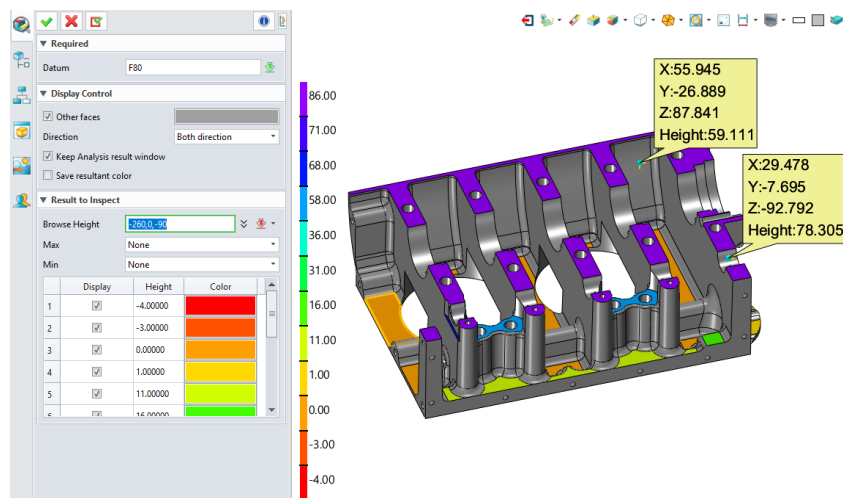 Required
Datum F80
Display Control
Other faces
Direction Both direction
Keep Analysis result window
Save resultant color
Result to Inspect
Browse Height -260,0,-90
Max None
Min None
Display Height Color
1 -4.00000
2 -3.00000
3 0.00000
4 1.00000
5 11.00000
6 16.00000
86.00
71.00
68.00
58.00
36.00
31.00
16.00
11.00
1.00
0.00
-3.00
-4.00
X:55.945
Y:-26.889
Z:87.841
Height:59.111
X:29.478
Y:-7.695
Z:-92.792
Height:78.305